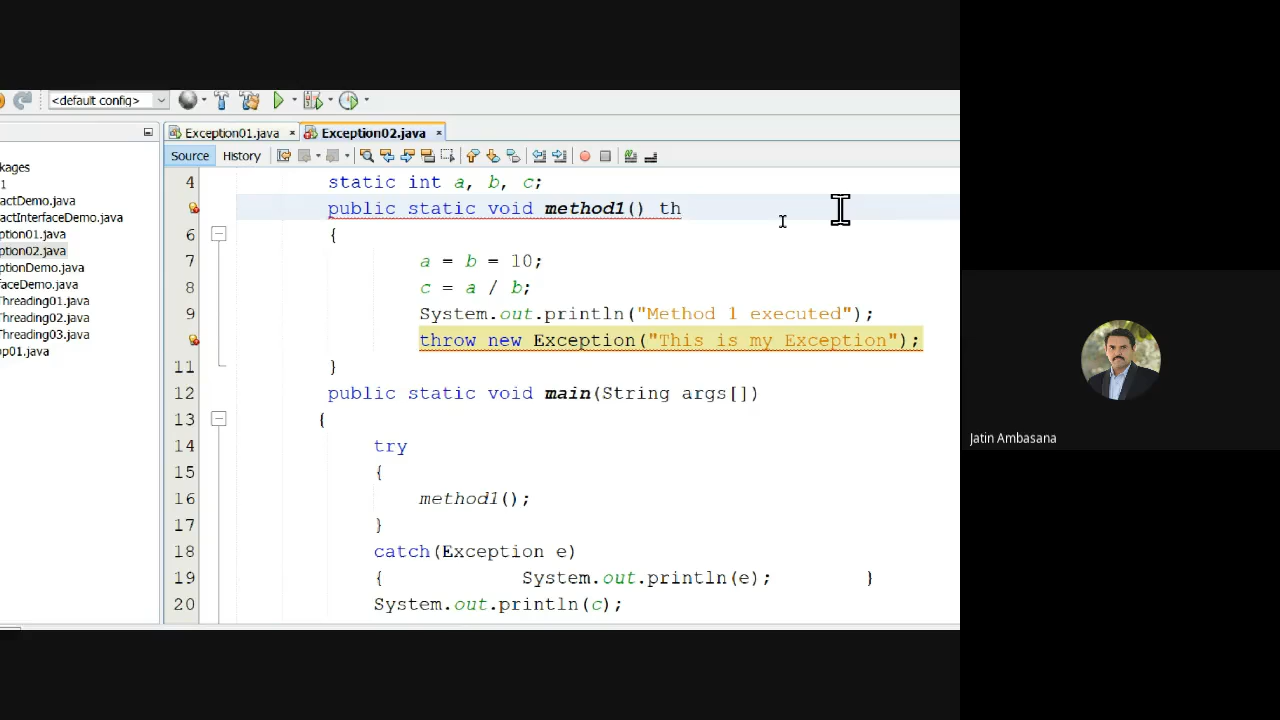 <default config>
Exception01.java × Exception02.java ×
Source History
kages
1
actDemo.java
actInterfaceDemo.java
ption01.java
ption02.java
ptionDemo.java
faceDemo.java
Threading01.java
Threading02.java
Threading03.java
op01.java
4 static int a, b, c;
public static void method1() th
6 {
7 a = b = 10;
8 c = a / b;
9 System.out.println("Method 1 executed");
throw new Exception("This is my Exception");
11 }
12 public static void main(String args[])
13 {
14 try
15 {
16 method1();
17 }
18 catch(Exception e)
19 { System.out.println(e); }
20 System.out.println(c);
Jatin Ambasana